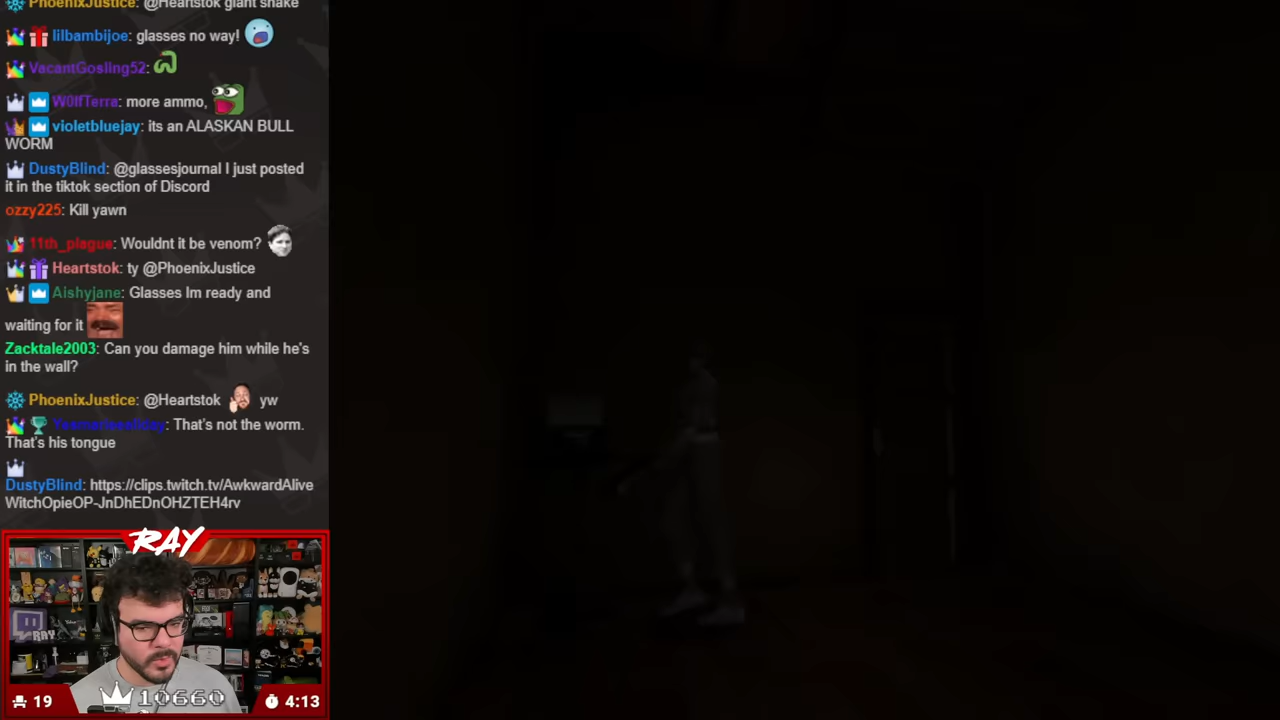 PhoenixJustice: @Heartstok giant snake
lilbambijoe: glasses no way!
VacantGosling52:
W0lfTerra: more ammo,
violetbluejay: its an ALASKAN BULL
WORM
DustyBlind: @glassesjournal I just posted
it in the tiktok section of Discord
ozzy225: Kill yawn
11th_plague: Wouldnt it be venom?
Heartstok: ty @PhoenixJustice
Aishyjane: Glasses Im ready and
waiting for it
Zacktale2003: Can you damage him while he's
in the wall?
PhoenixJustice: @Heartstok yw
That's not the worm.
That's his tongue
DustyBlind: https://clips.twitch.tv/AwkwardAlive
WitchOpieOP-JnDhEDnOHZTEH4rv
RAY
RAY
19
10660
4:13